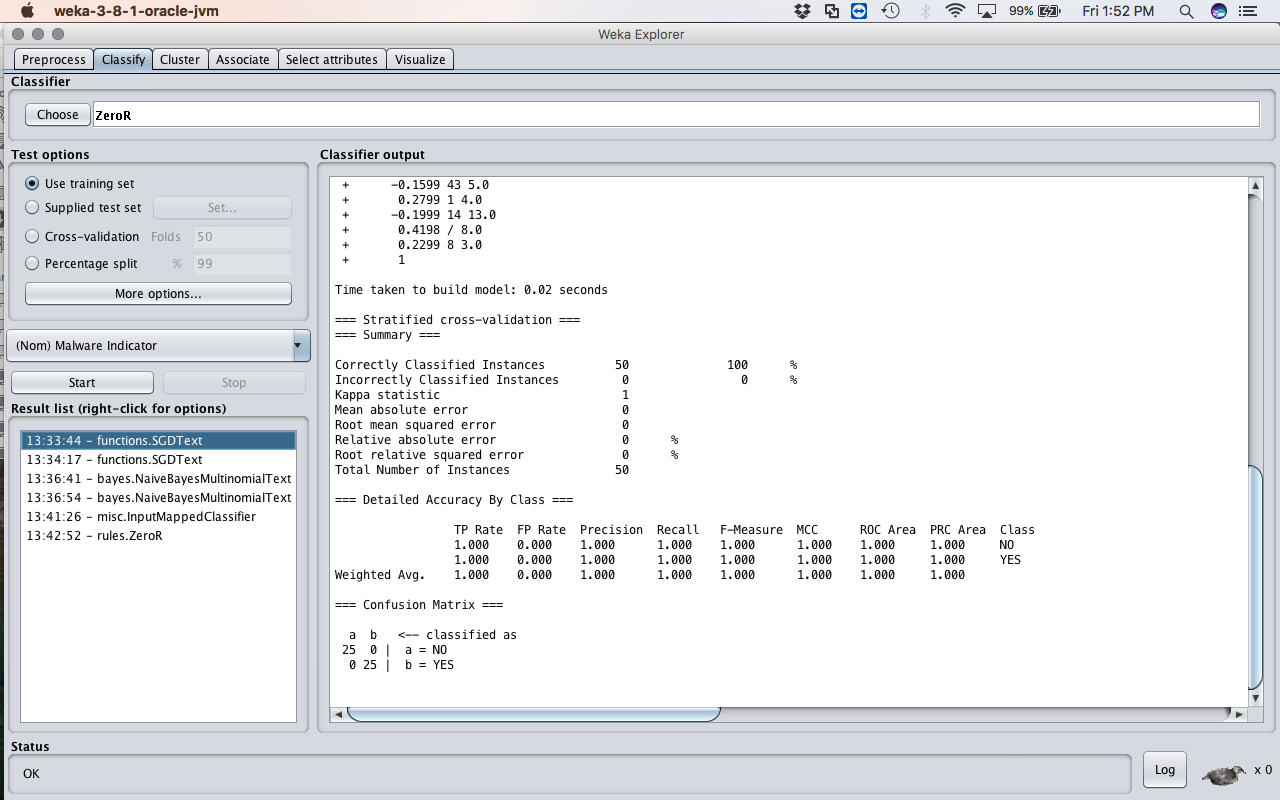 weka-3-8-1-oracle-jvm 99% Fri 1:52 PM
Weka Explorer
Preprocess Classify Cluster Associate Select attributes Visualize
Classifier
Choose ZeroR
Test options
Use training set
Supplied test set Set...
Cross-validation Folds 50
Percentage split % 99
More options...
(Nom) Malware Indicator
Start Stop
Result list (right-click for options)
13:33:44 - functions.SGDText
13:34:17 - functions.SGDText
13:36:41 - bayes.NaiveBayesMultinomialText
13:36:54 - bayes.NaiveBayesMultinomialText
13:41:26 - misc.InputMappedClassifier
13:42:52 - rules.ZeroR
Classifier output
+ -0.1599 43 5.0
+ 0.2799 1 4.0
+ -0.1999 14 13.0
+ 0.4198 / 8.0
+ 0.2299 8 3.0
+ 1
Time taken to build model: 0.02 seconds
=== Stratified cross-validation ===
=== Summary ===
Correctly Classified Instances 50 100 %
Incorrectly Classified Instances 0 0 %
Kappa statistic 1
Mean absolute error 0
Root mean squared error 0
Relative absolute error 0 %
Root relative squared error 0 %
Total Number of Instances 50
=== Detailed Accuracy By Class ===
TP Rate FP Rate Precision Recall F-Measure MCC ROC Area PRC Area Class
1.000 0.000 1.000 1.000 1.000 1.000 1.000 1.000 NO
1.000 0.000 1.000 1.000 1.000 1.000 1.000 1.000 YES
Weighted Avg. 1.000 0.000 1.000 1.000 1.000 1.000 1.000 1.000
=== Confusion Matrix ===
a b <-- classified as
25 0 | a = NO
0 25 | b = YES
Status
OK
Log x 0